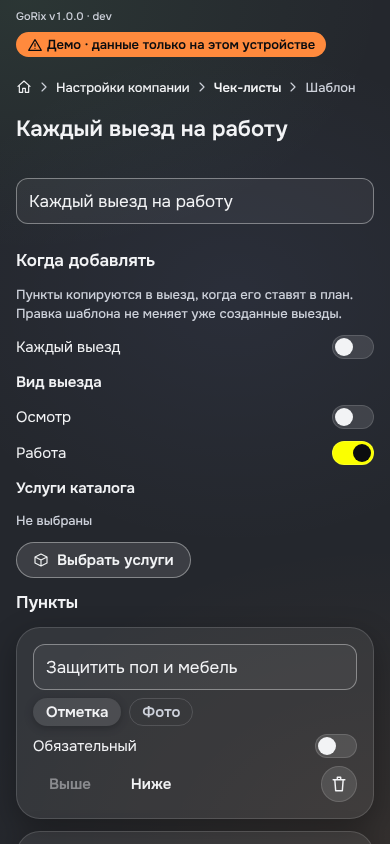 GoRix v1.0.0 · dev
Демо · данные только на этом устройстве
Настройки компании > Чек-листы > Шаблон
Каждый выезд на работу
Каждый выезд на работу
Когда добавлять
Пункты копируются в выезд, когда его ставят в план.
Правка шаблона не меняет уже созданные выезды.
Каждый выезд
Вид выезда
Осмотр
Работа
Услуги каталога
Не выбраны
Выбрать услуги
Пункты
Защитить пол и мебель
Отметка Фото
Обязательный
Выше Ниже